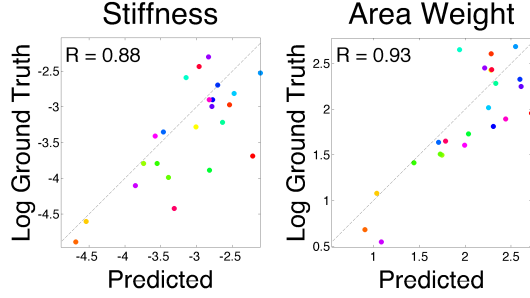 Stiffness
R = 0.88
Log Ground Truth
-2.5
-3
-3.5
-4
-4.5
-4.5 -4 -3.5 -3 -2.5
Predicted
Area Weight
R = 0.93
Log Ground Truth
2.5
2
1.5
1
0.5
1 1.5 2 2.5
Predicted